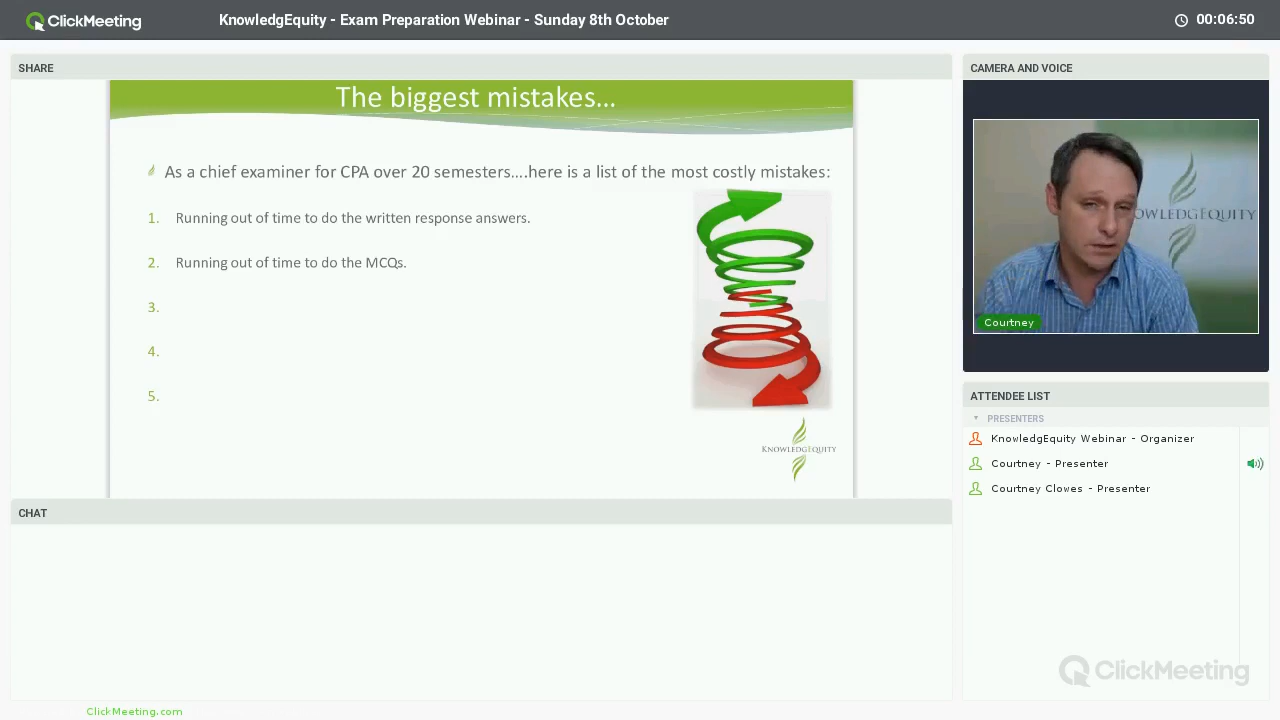 ClickMeeting
KnowledgEquity - Exam Preparation Webinar - Sunday 8th October
00:06:50
SHARE
The biggest mistakes...
As a chief examiner for CPA over 20 semesters....here is a list of the most costly mistakes:
1. Running out of time to do the written response answers.
2. Running out of time to do the MCQs.
3.
4.
5.
KNOWLEDGEQUITY
CHAT
ClickMeeting.com
CAMERA AND VOICE
OWLEDGEQUITY
Courtney
ATTENDEE LIST
PRESENTERS
KnowledgEquity Webinar - Organizer
Courtney - Presenter
Courtney Clowes - Presenter
ClickMeeting